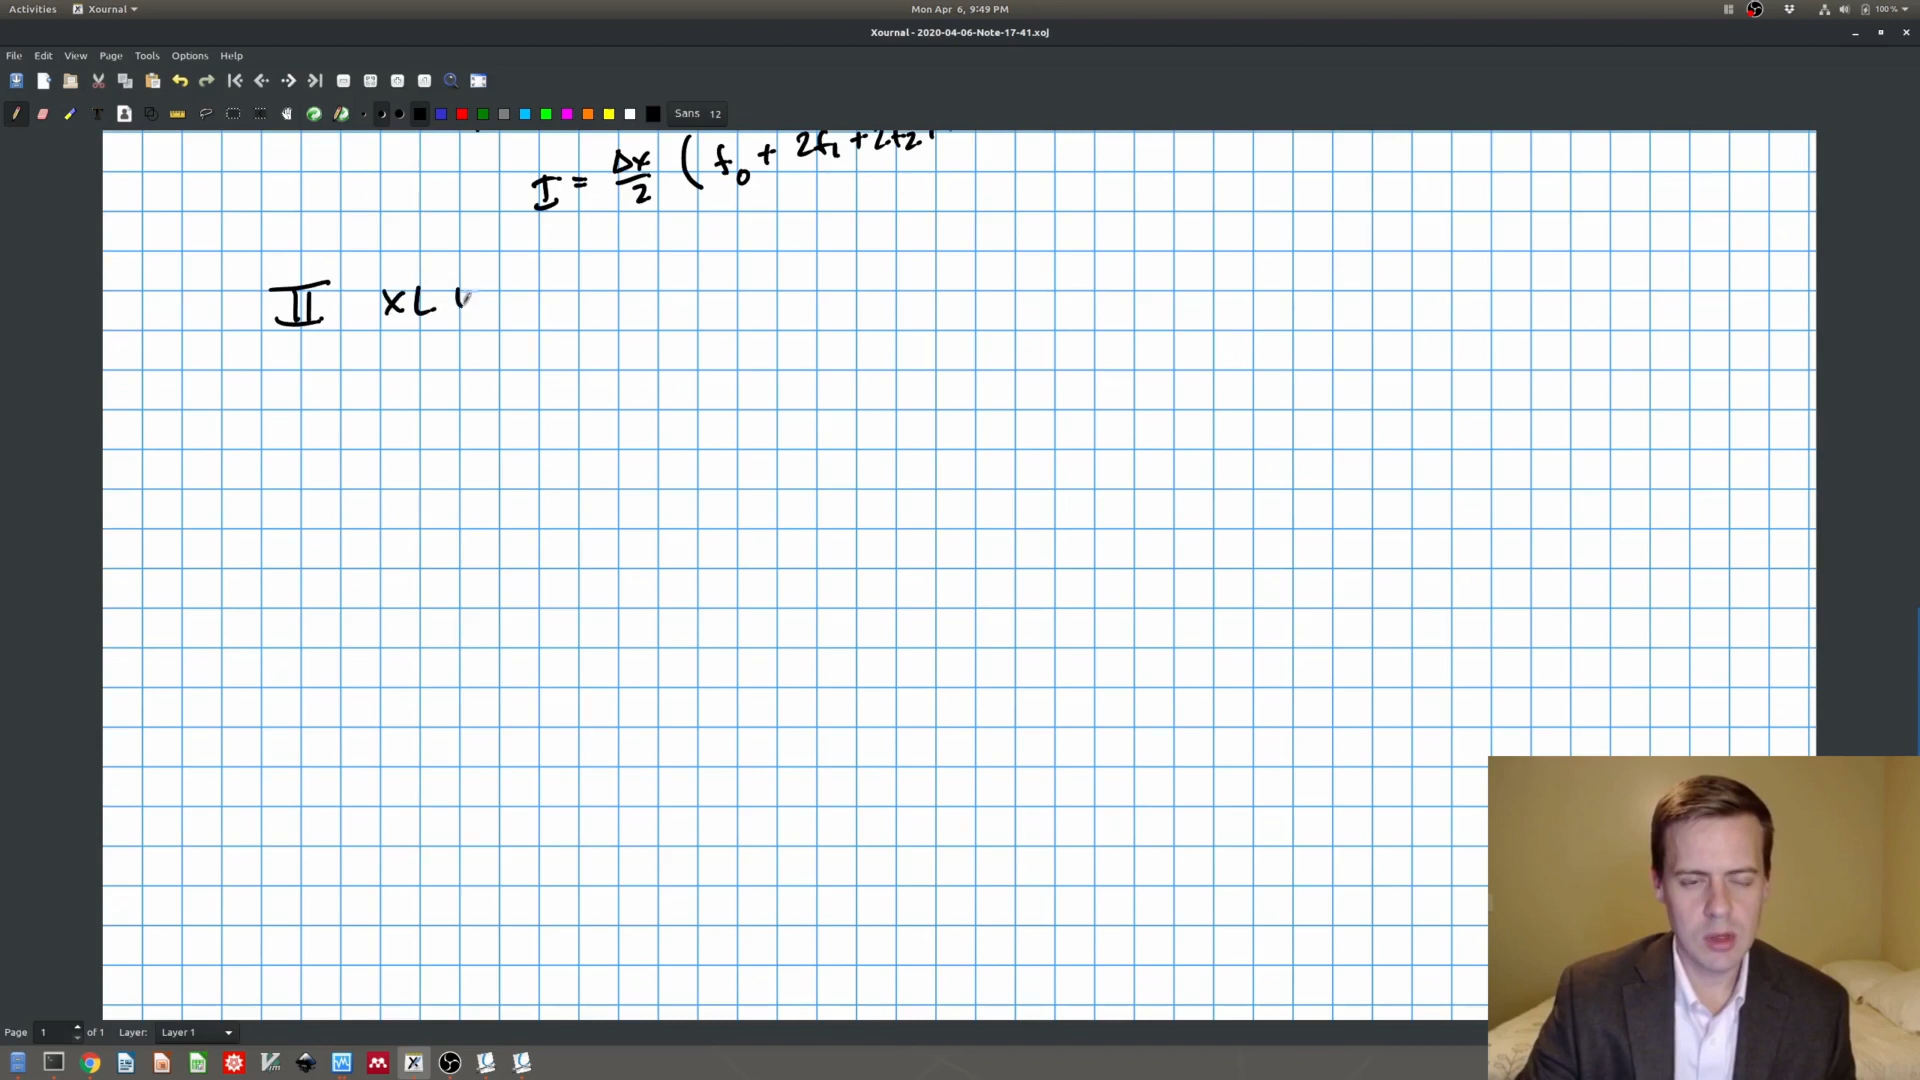 Activities Xournal Mon Apr 6, 9:49 PM 100 %
Xournal - 2020-04-06-Note-17-41.xoj
File Edit View Page Tools Options Help
Sans 12
I = Δx/2 ( f0 + 2f1 + 2f2
II XL
Page 1 of 1 Layer: Layer 1